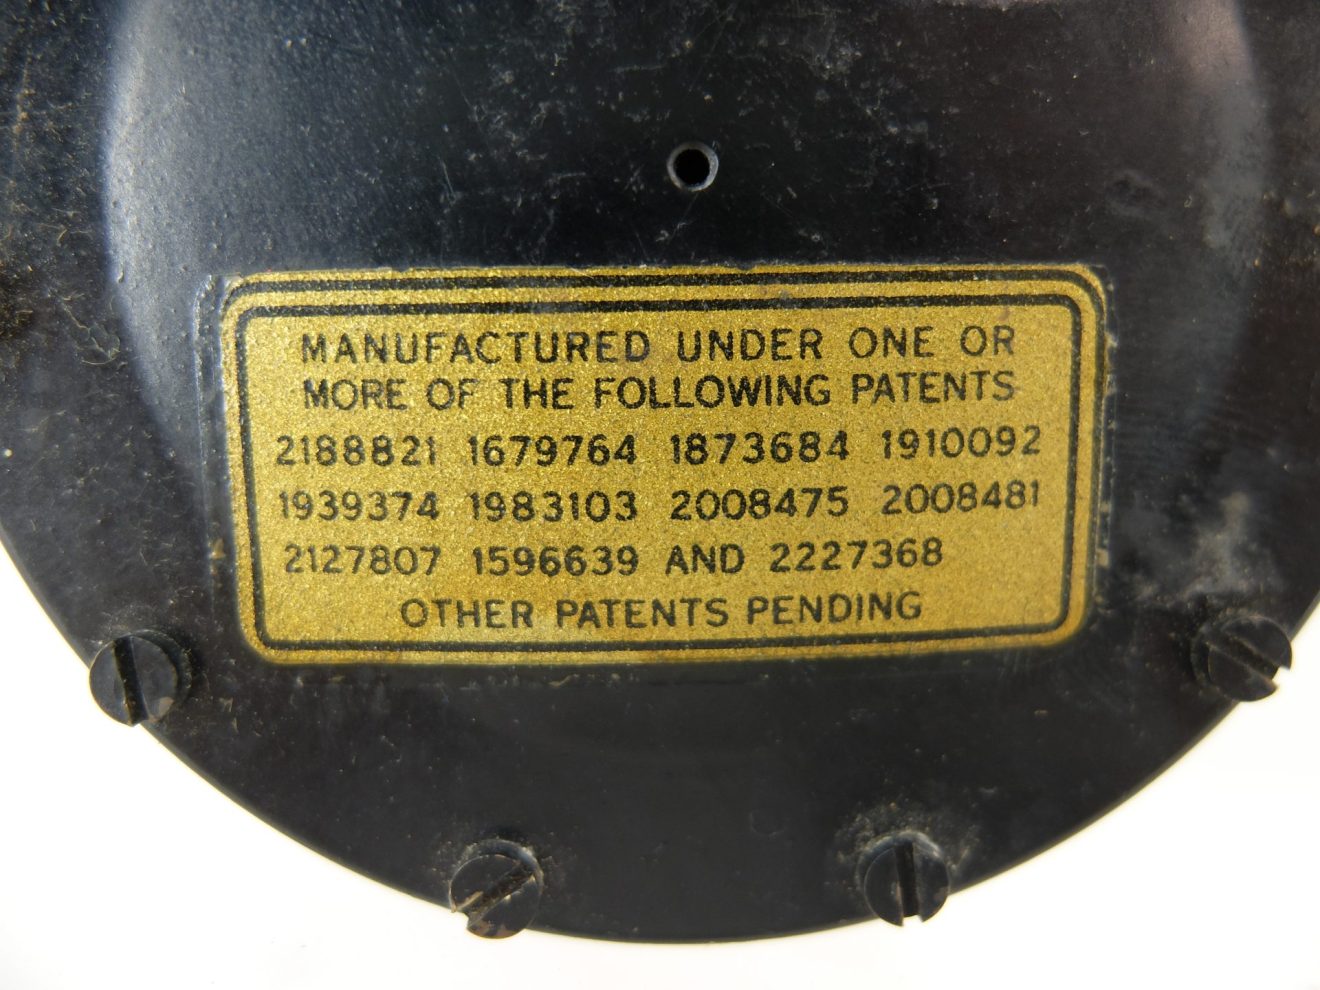 MANUFACTURED UNDER ONE OR
MORE OF THE FOLLOWING PATENTS
2188821 1679764 1873684 1910092
1939374 1983103 2008475 2008481
2127807 1596639 AND 2227368
OTHER PATENTS PENDING